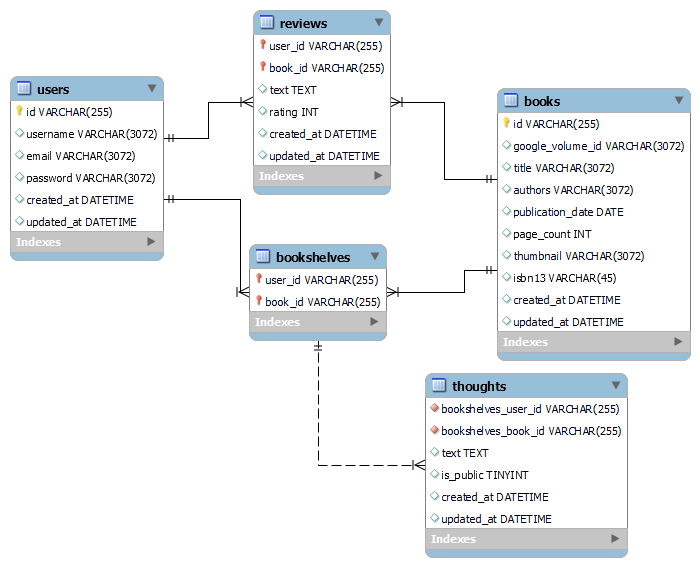 users
id VARCHAR(255)
username VARCHAR(3072)
email VARCHAR(3072)
password VARCHAR(3072)
created_at DATETIME
updated_at DATETIME
Indexes
reviews
user_id VARCHAR(255)
book_id VARCHAR(255)
text TEXT
rating INT
created_at DATETIME
updated_at DATETIME
Indexes
books
id VARCHAR(255)
google_volume_id VARCHAR(3072)
title VARCHAR(3072)
authors VARCHAR(3072)
publication_date DATE
page_count INT
thumbnail VARCHAR(3072)
isbn13 VARCHAR(45)
created_at DATETIME
updated_at DATETIME
Indexes
bookshelves
user_id VARCHAR(255)
book_id VARCHAR(255)
Indexes
thoughts
bookshelves_user_id VARCHAR(255)
bookshelves_book_id VARCHAR(255)
text TEXT
is_public TINYINT
created_at DATETIME
updated_at DATETIME
Indexes